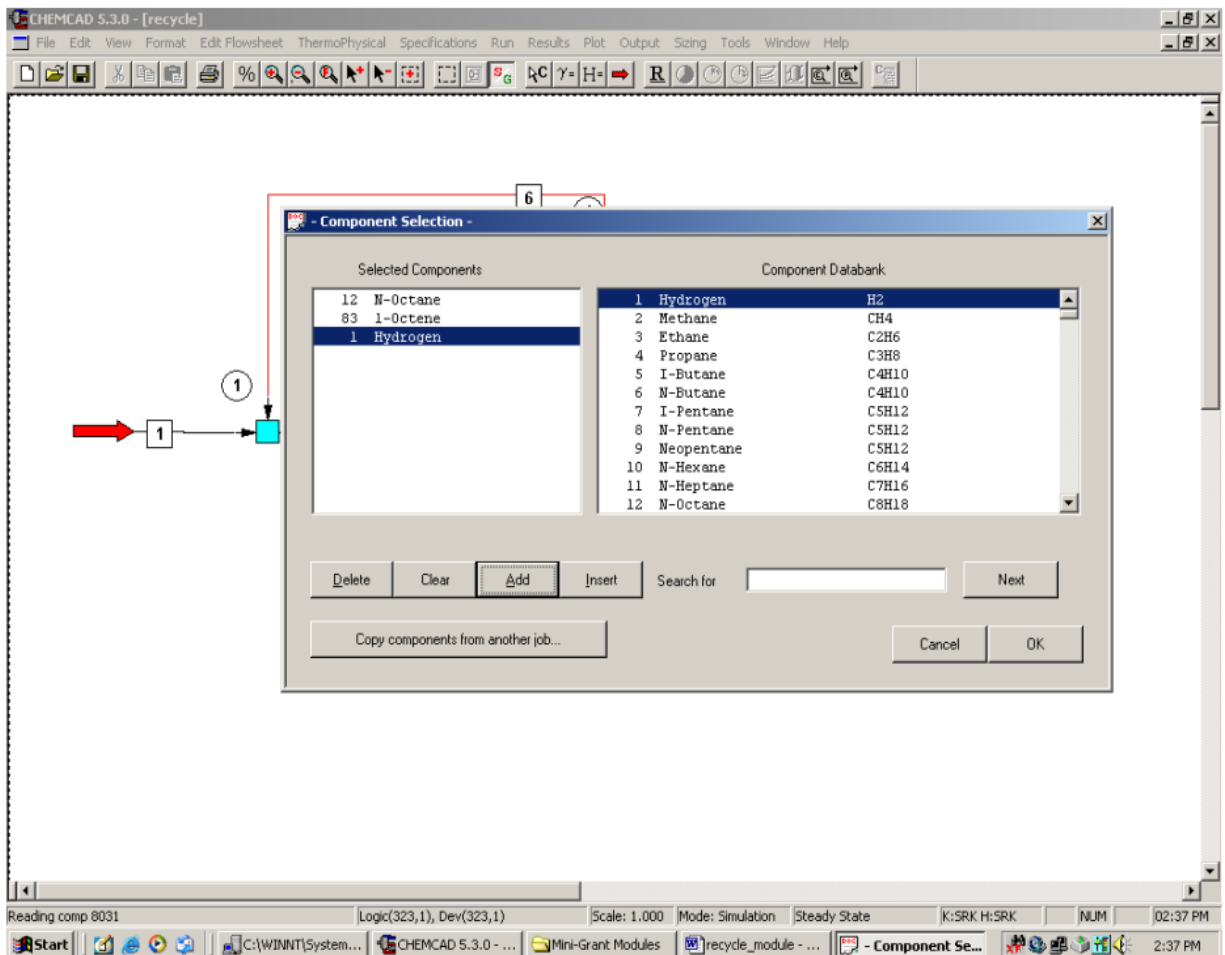 CHEMCAD 5.3.0 - [recycle]
File Edit View Format Edit Flowsheet ThermoPhysical Specifications Run Results Plot Output Sizing Tools Window Help
% S G C γ= H= R
6
- Component Selection -
Selected Components
Component Databank
12 N-Octane
83 1-Octene
1 Hydrogen
1 Hydrogen H2
2 Methane CH4
3 Ethane C2H6
4 Propane C3H8
5 I-Butane C4H10
6 N-Butane C4H10
7 I-Pentane C5H12
8 N-Pentane C5H12
9 Neopentane C5H12
10 N-Hexane C6H14
11 N-Heptane C7H16
12 N-Octane C8H18
1
1
Delete Clear Add Insert Search for Next
Copy components from another job...
Cancel OK
Reading comp 8031 Logic(323,1), Dev(323,1) Scale: 1.000 Mode: Simulation Steady State K:SRK H:SRK NUM 02:37 PM
Start C:\WINNT\System... CHEMCAD 5.3.0 - ... Mini-Grant Modules recycle_module - ... - Component Se... 2:37 PM